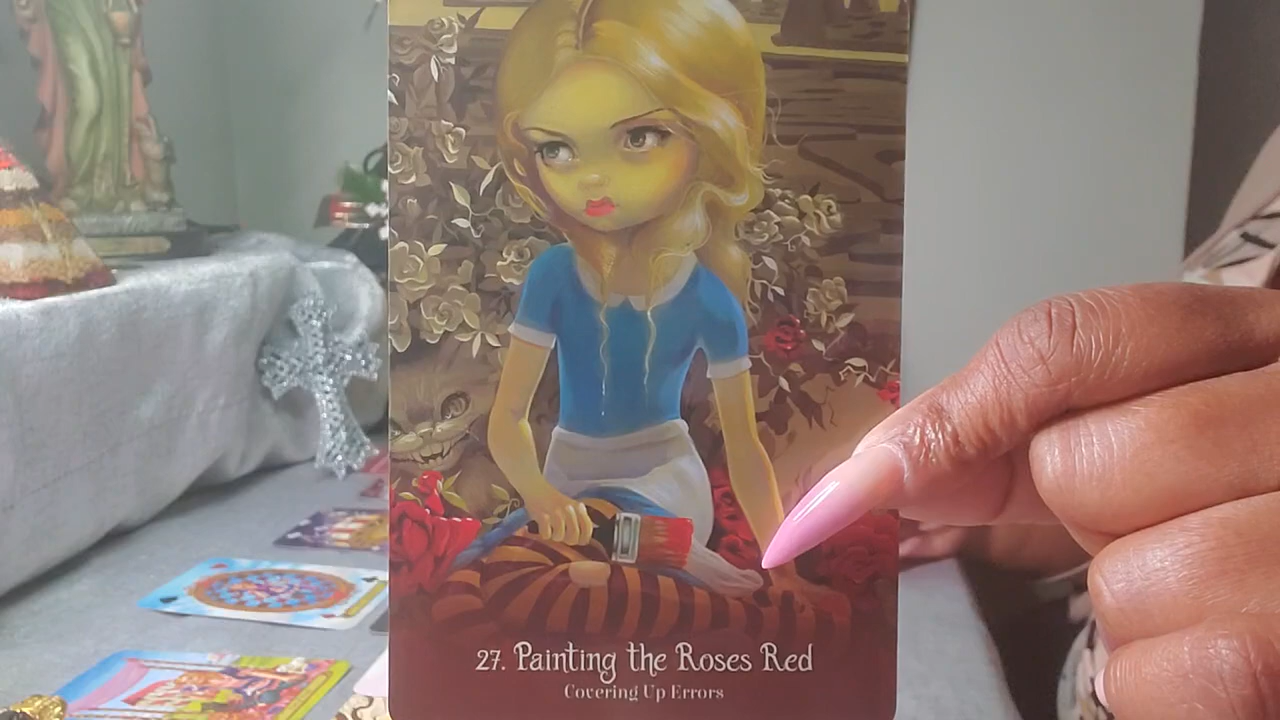 27. Painting the Roses Red
Covering Up Errors